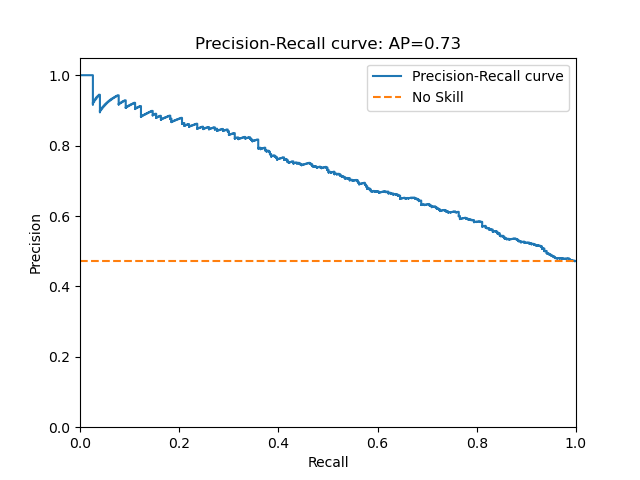 Precision-Recall curve: AP=0.73
Precision-Recall curve
No Skill
1.0
0.8
0.6
0.4
0.2
0.0
Precision
0.0 0.2 0.4 0.6 0.8 1.0
Recall